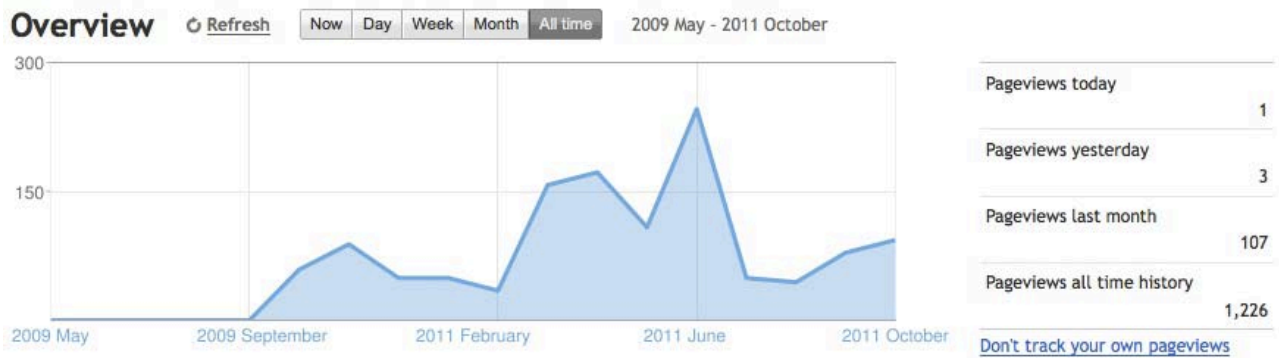 Overview Refresh Now Day Week Month All time 2009 May - 2011 October
300
150
2009 May 2009 September 2011 February 2011 June 2011 October
Pageviews today
1
Pageviews yesterday
3
Pageviews last month
107
Pageviews all time history
1,226
Don't track your own pageviews